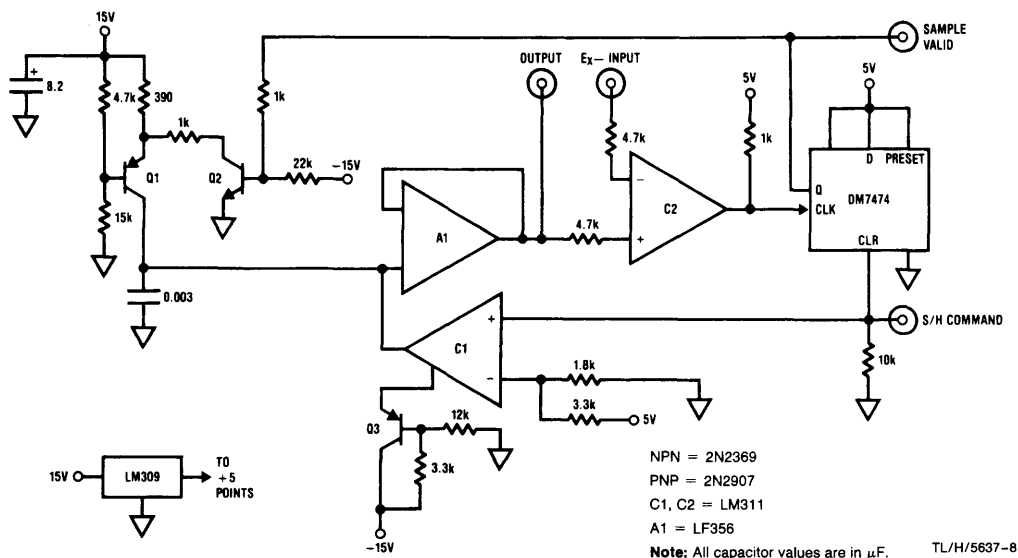 15V
8.2
4.7k
390
1k
Q1
15k
0.003
Q2
1k
22k
-15V
OUTPUT
Ex- INPUT
4.7k
A1
4.7k
-
+
C2
5V
1k
SAMPLE
VALID
5V
D
PRESET
Q
CLK
DM7474
CLR
S/H COMMAND
10k
C1
+
-
1.8k
3.3k
5V
Q3
12k
3.3k
-15V
15V
LM309
TO
+5
POINTS
NPN = 2N2369
PNP = 2N2907
C1, C2 = LM311
A1 = LF356
Note: All capacitor values are in µF.
TL/H/5637-8
+